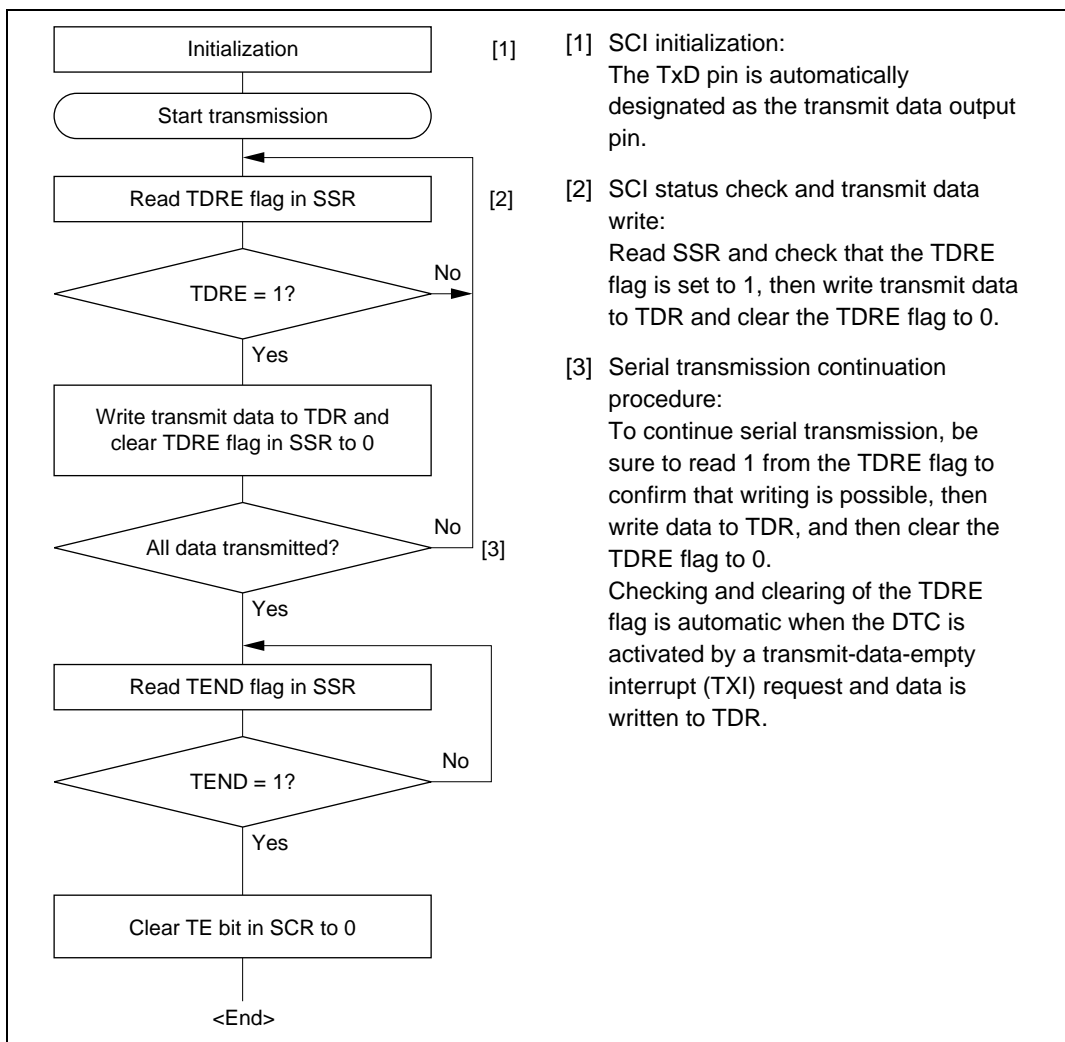 Initialization
[1]
Start transmission
Read TDRE flag in SSR
[2]
No
TDRE = 1?
Yes
Write transmit data to TDR and
clear TDRE flag in SSR to 0
No
All data transmitted?
[3]
Yes
Read TEND flag in SSR
No
TEND = 1?
Yes
Clear TE bit in SCR to 0
<End>
[1] SCI initialization:
The TxD pin is automatically
designated as the transmit data output
pin.
[2] SCI status check and transmit data
write:
Read SSR and check that the TDRE
flag is set to 1, then write transmit data
to TDR and clear the TDRE flag to 0.
[3] Serial transmission continuation
procedure:
To continue serial transmission, be
sure to read 1 from the TDRE flag to
confirm that writing is possible, then
write data to TDR, and then clear the
TDRE flag to 0.
Checking and clearing of the TDRE
flag is automatic when the DTC is
activated by a transmit-data-empty
interrupt (TXI) request and data is
written to TDR.